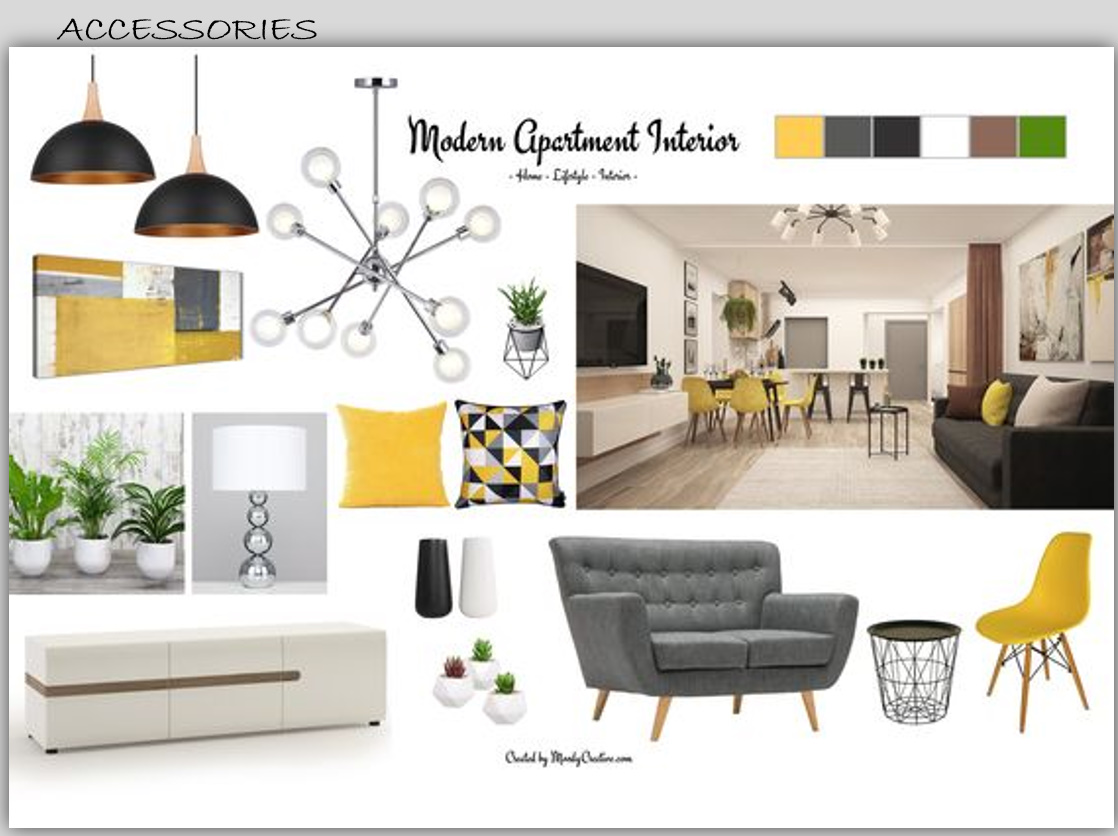 ACCESSORIES
Modern Apartment Interior
- Home - Lifestyle - Interior -
Created by MoodyCreative.com